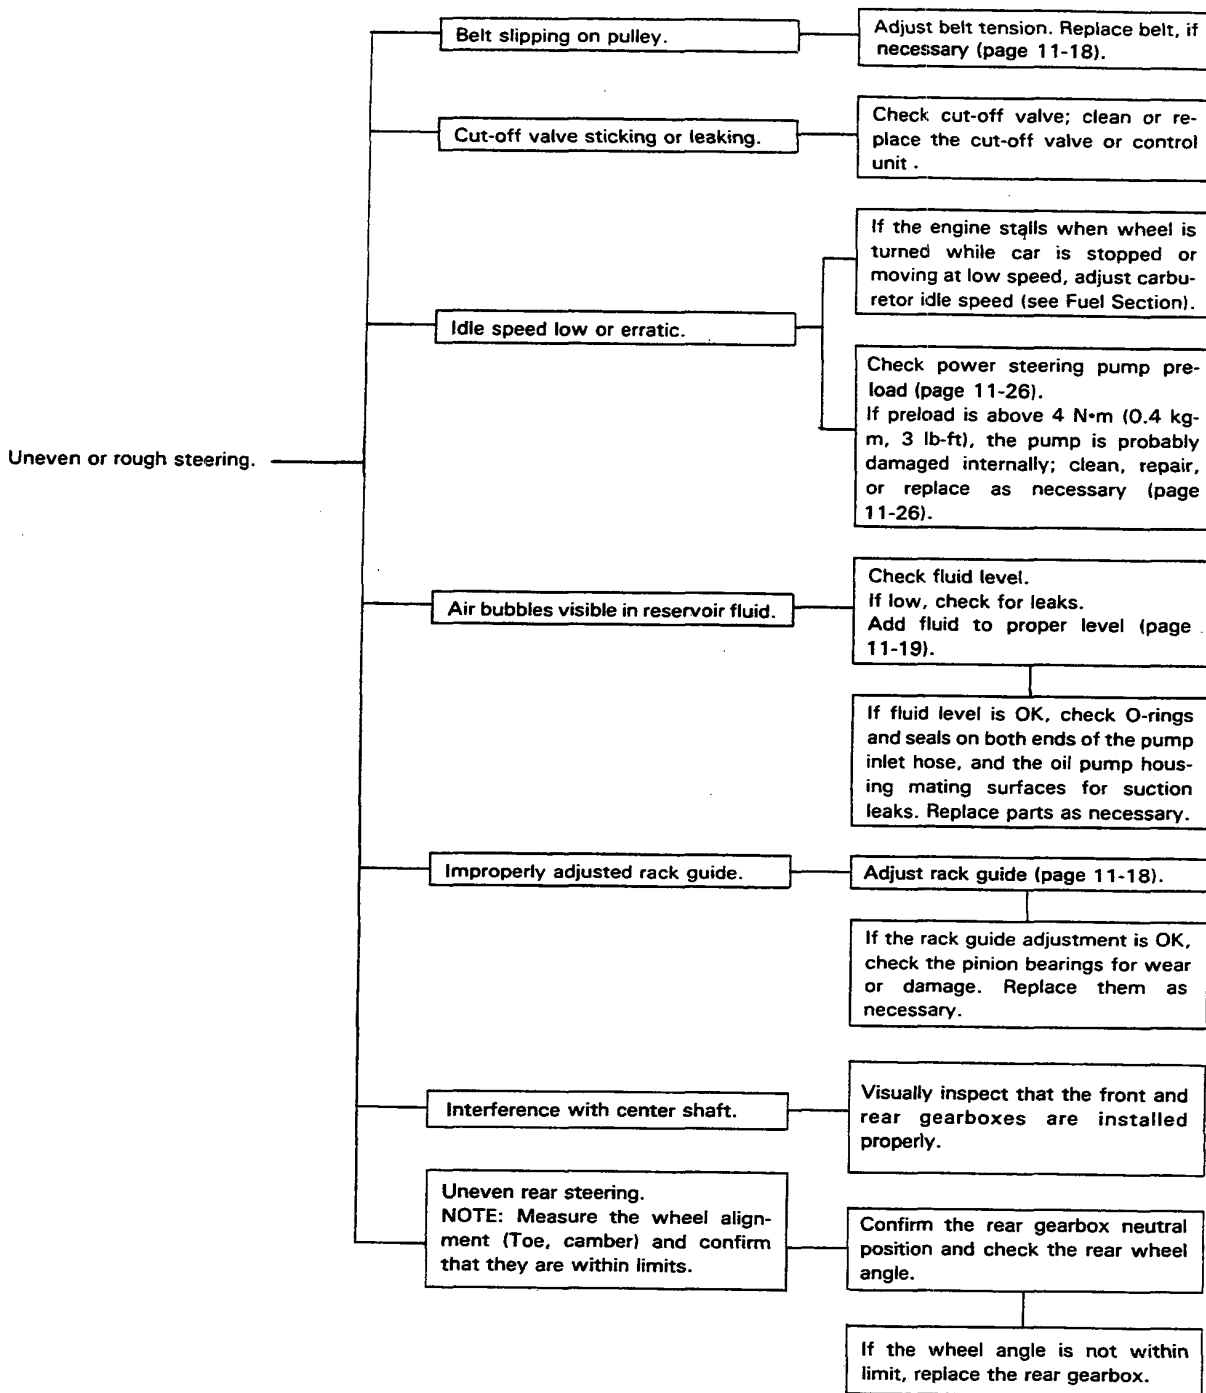 Uneven or rough steering.
Belt slipping on pulley.
Adjust belt tension. Replace belt, if
necessary (page 11-18).
Cut-off valve sticking or leaking.
Check cut-off valve; clean or re-
place the cut-off valve or control
unit .
Idle speed low or erratic.
If the engine stalls when wheel is
turned while car is stopped or
moving at low speed, adjust carbu-
retor idle speed (see Fuel Section).
Check power steering pump pre-
load (page 11-26).
If preload is above 4 N•m (0.4 kg-
m, 3 lb-ft), the pump is probably
damaged internally; clean, repair,
or replace as necessary (page
11-26).
Air bubbles visible in reservoir fluid.
Check fluid level.
If low, check for leaks.
Add fluid to proper level (page
11-19).
If fluid level is OK, check O-rings
and seals on both ends of the pump
inlet hose, and the oil pump hous-
ing mating surfaces for suction
leaks. Replace parts as necessary.
Improperly adjusted rack guide.
Adjust rack guide (page 11-18).
If the rack guide adjustment is OK,
check the pinion bearings for wear
or damage. Replace them as
necessary.
Interference with center shaft.
Visually inspect that the front and
rear gearboxes are installed
properly.
Uneven rear steering.
NOTE: Measure the wheel align-
ment (Toe, camber) and confirm
that they are within limits.
Confirm the rear gearbox neutral
position and check the rear wheel
angle.
If the wheel angle is not within
limit, replace the rear gearbox.